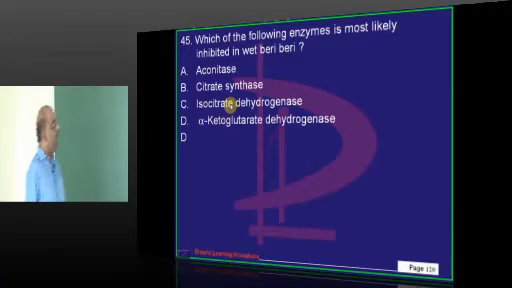 45. Which of the following enzymes is most likely
inhibited in wet beri beri ?
A. Aconitase
B. Citrate synthase
C. Isocitrate dehydrogenase
D. α-Ketoglutarate dehydrogenase
D
Learning
Page